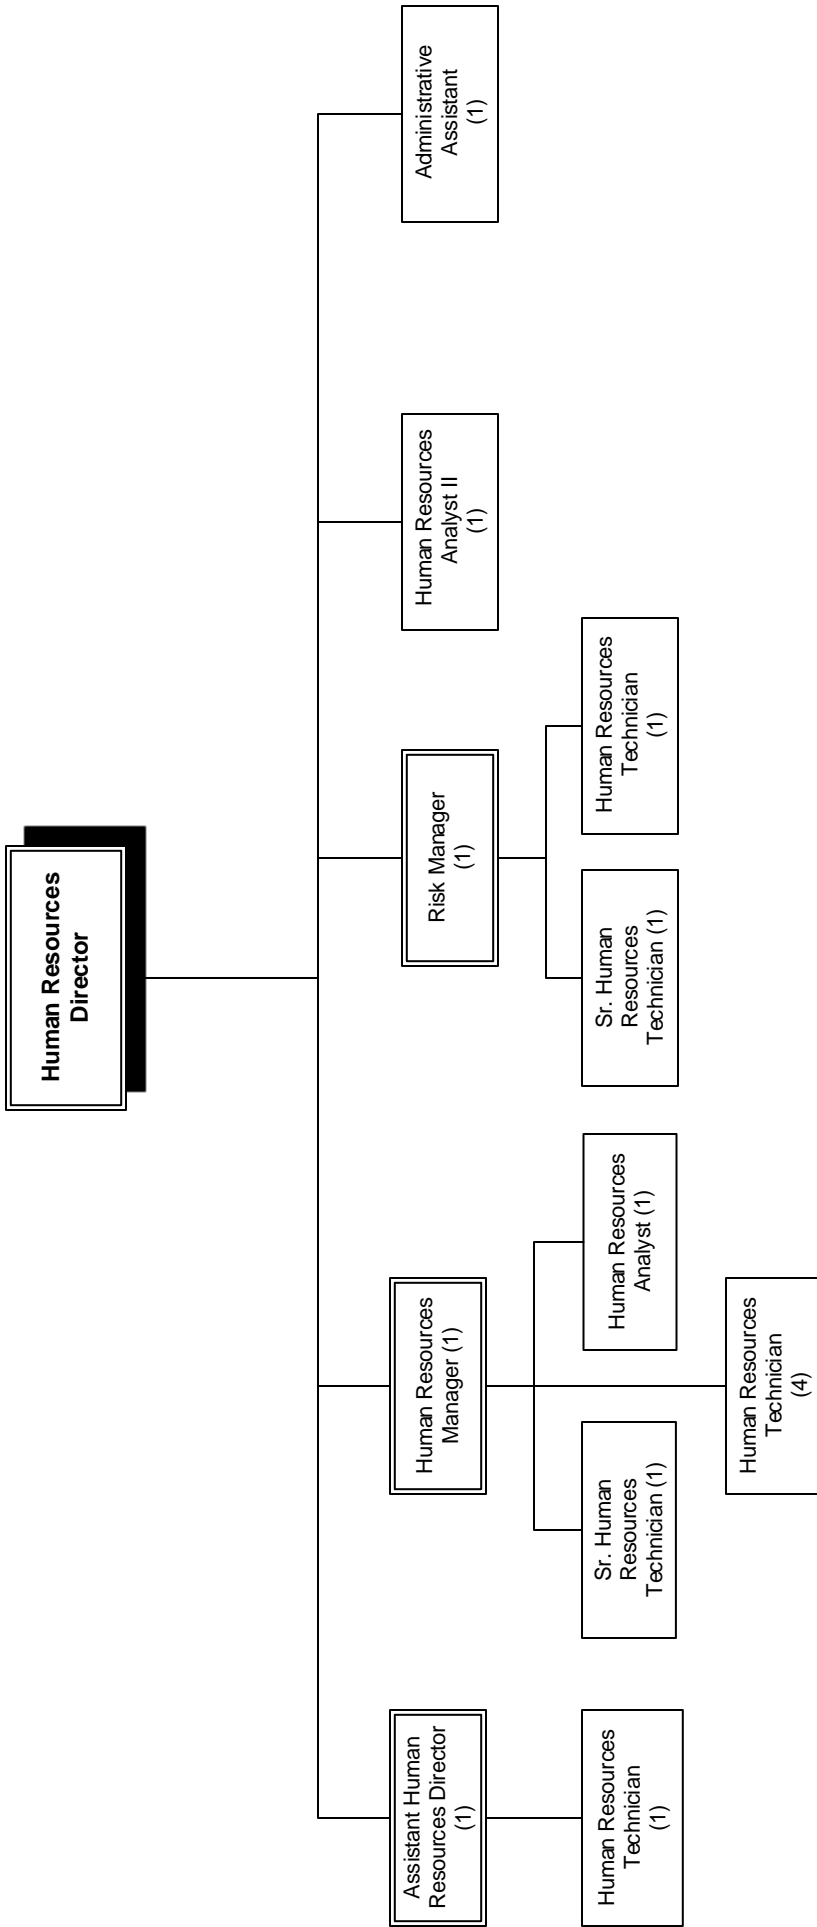 Human Resources
Director
Assistant Human
Resources Director
(1)
Human Resources
Manager (1)
Risk Manager
(1)
Human Resources
Analyst II
(1)
Administrative
Assistant
(1)
Human Resources
Technician
(1)
Sr. Human
Resources
Technician (1)
Human Resources
Analyst (1)
Sr. Human
Resources
Technician (1)
Human Resources
Technician
(1)
Human Resources
Technician
(4)